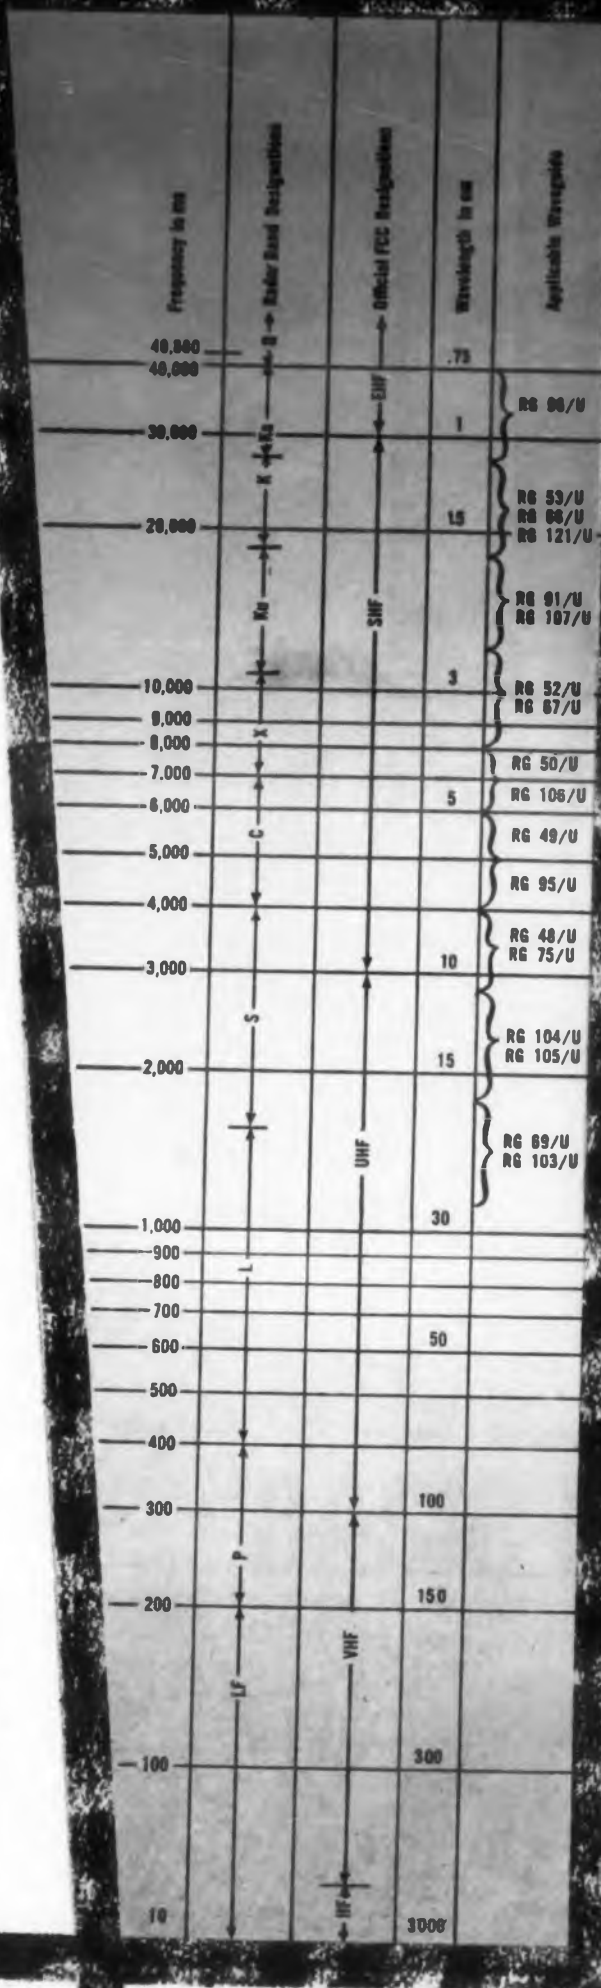 Frequency in mc
Radar Band Designation
Official FCC Designation
Wavelength in cm
Applicable Waveguide
Q
40,000
.75
EHF
RG 96/U
Ka
30,000
1
K
RG 53/U
RG 66/U
RG 121/U
20,000
1.5
Ku
SHF
RG 91/U
RG 107/U
10,000
3
RG 52/U
RG 67/U
9,000
X
8,000
RG 50/U
7,000
RG 106/U
6,000
5
C
RG 49/U
5,000
RG 95/U
4,000
RG 48/U
RG 75/U
3,000
10
S
RG 104/U
RG 105/U
2,000
15
UHF
RG 69/U
RG 103/U
1,000
30
900
L
800
700
600
50
500
400
300
100
P
200
150
VHF
LF
100
300
HF
10
3000